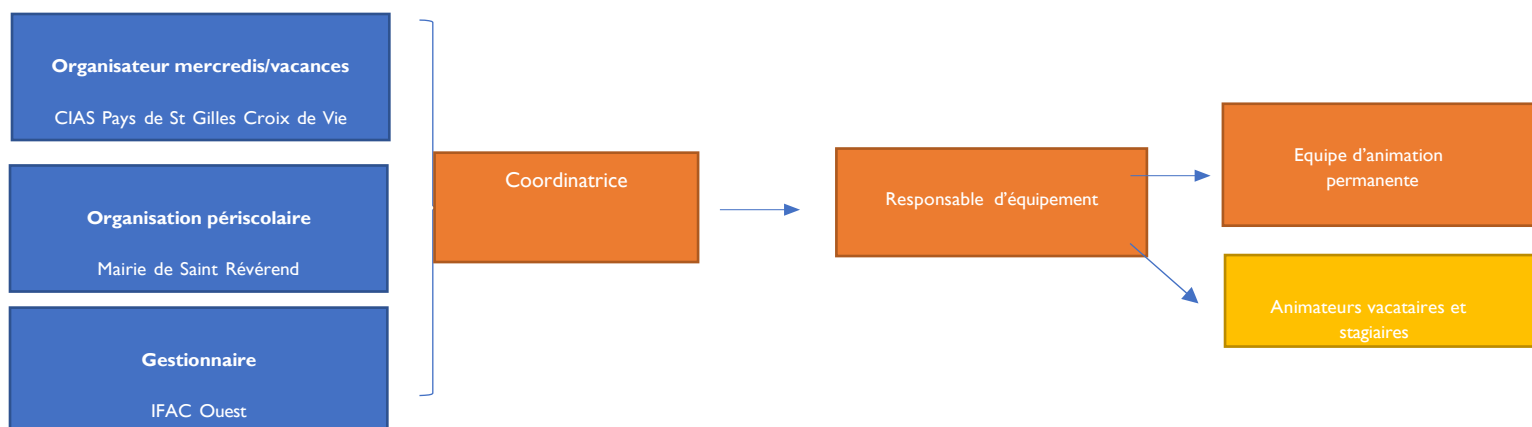 Organisateur mercredis/vacances
CIAS Pays de St Gilles Croix de Vie
Organisation périscolaire
Mairie de Saint Révérend
Gestionnaire
IFAC Ouest
Coordinatrice
Responsable d’équipement
Equipe d’animation
permanente
Animateurs vacataires et
stagiaires